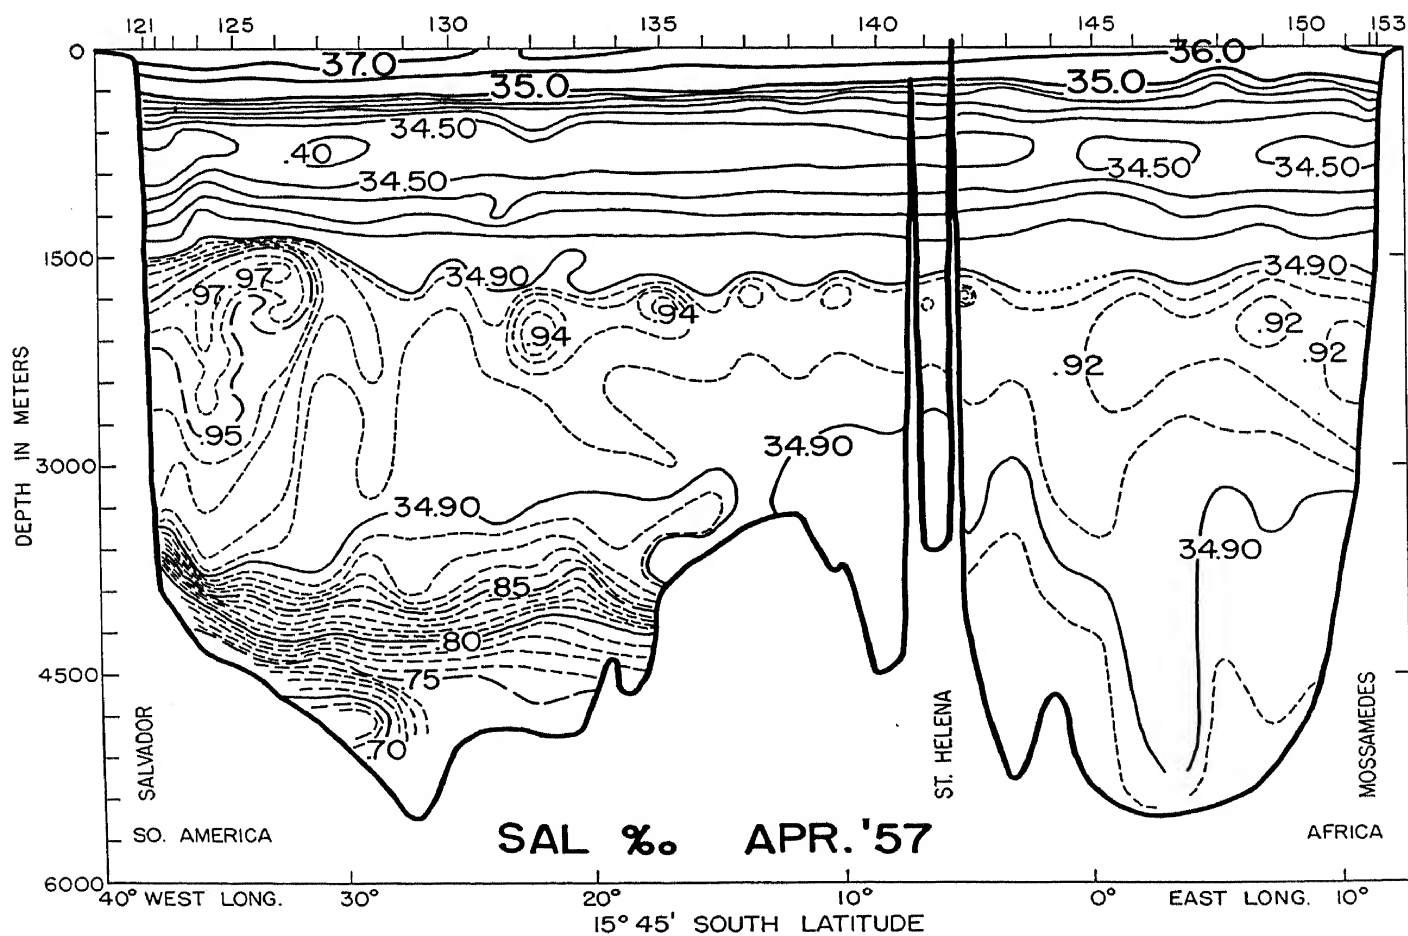 121 125 130 135 140 145 150 153
0
37.0 36.0
35.0 35.0
34.50
.40 34.50 34.50
34.50
1500
34.90 34.90
.97 .97
.94 .94 .92
.92 .92
.95
34.90
3000
34.90
34.90
85
80
4500 75
.70
DEPTH IN METERS
SALVADOR
ST. HELENA
MOSSAMEDES
SO. AMERICA AFRICA
SAL ‰ APR. '57
6000
40° WEST LONG. 30° 20° 10° 0° EAST LONG. 10°
15° 45' SOUTH LATITUDE